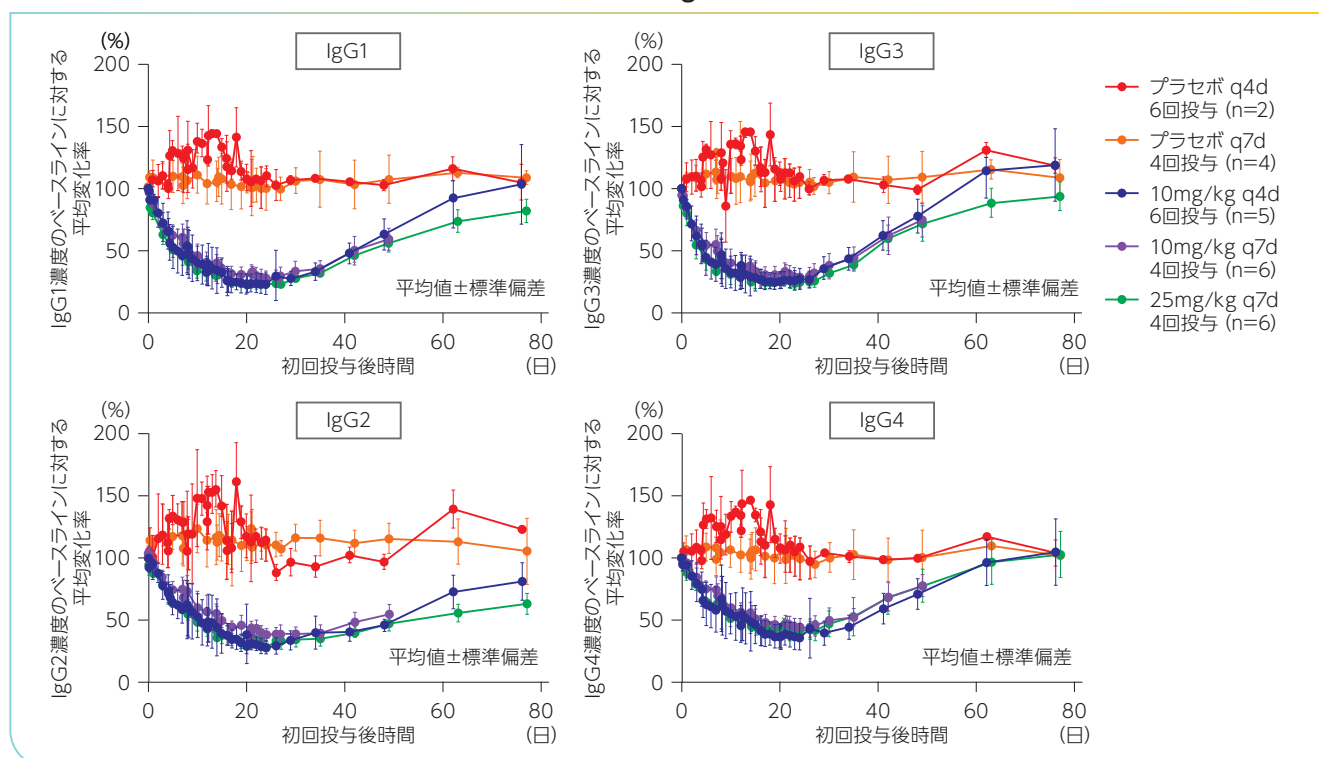 g
IgG1
(%)
200
150
100
50
0
IgG1濃度のベースラインに対する
平均変化率
平均値±標準偏差
0
20
40
60
80
初回投与後時間
(日)
IgG3
(%)
200
150
100
50
0
IgG3濃度のベースラインに対する
平均変化率
平均値±標準偏差
0
20
40
60
80
初回投与後時間
(日)
プラセボ q4d
6回投与 (n=2)
プラセボ q7d
4回投与 (n=4)
10mg/kg q4d
6回投与 (n=5)
10mg/kg q7d
4回投与 (n=6)
25mg/kg q7d
4回投与 (n=6)
IgG2
(%)
200
150
100
50
0
IgG2濃度のベースラインに対する
平均変化率
平均値±標準偏差
0
20
40
60
80
初回投与後時間
(日)
IgG4
(%)
200
150
100
50
0
IgG4濃度のベースラインに対する
平均変化率
平均値±標準偏差
0
20
40
60
80
初回投与後時間
(日)